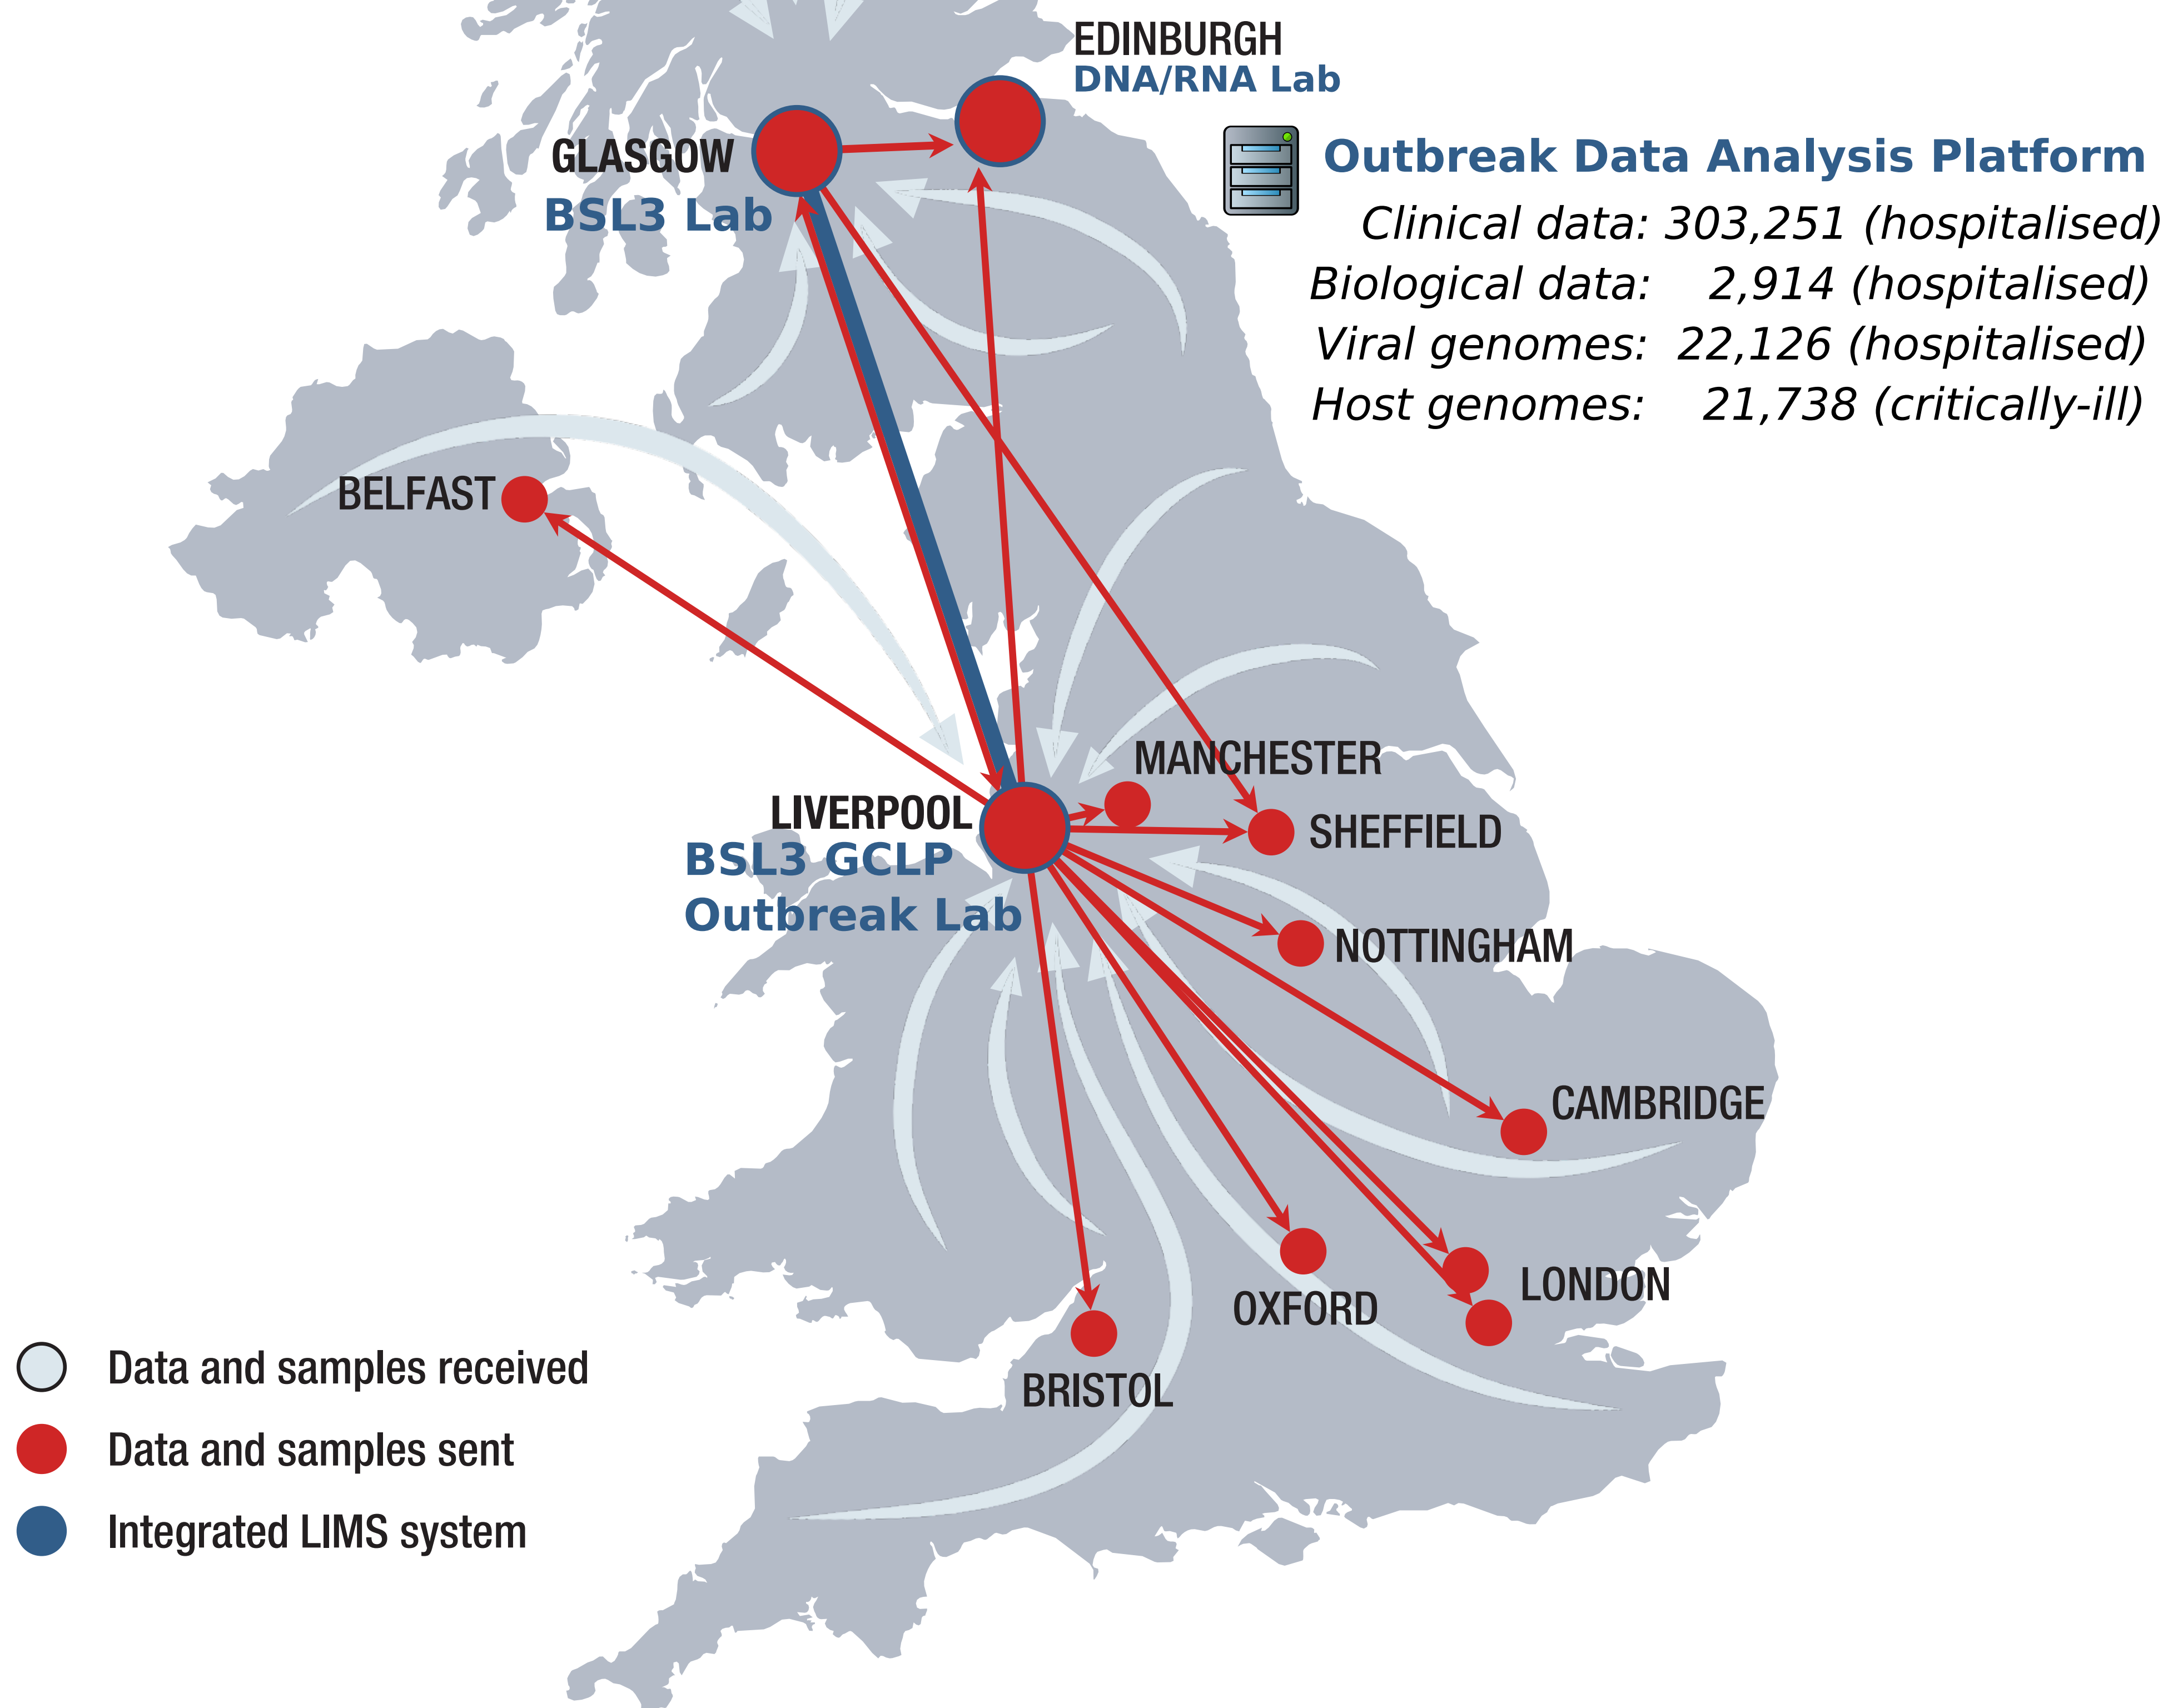 EDINBURGH
DNA/RNA Lab
GLASGOW
BSL3 Lab
Outbreak Data Analysis Platform
Clinical data: 303,251 (hospitalised)
Biological data: 2,914 (hospitalised)
Viral genomes: 22,126 (hospitalised)
Host genomes: 21,738 (critically-ill)
BELFAST
MANCHESTER
LIVERPOOL
BSL3 GCLP
Outbreak Lab
SHEFFIELD
NOTTINGHAM
CAMBRIDGE
LONDON
OXFORD
BRISTOL
Data and samples received
Data and samples sent
Integrated LIMS system